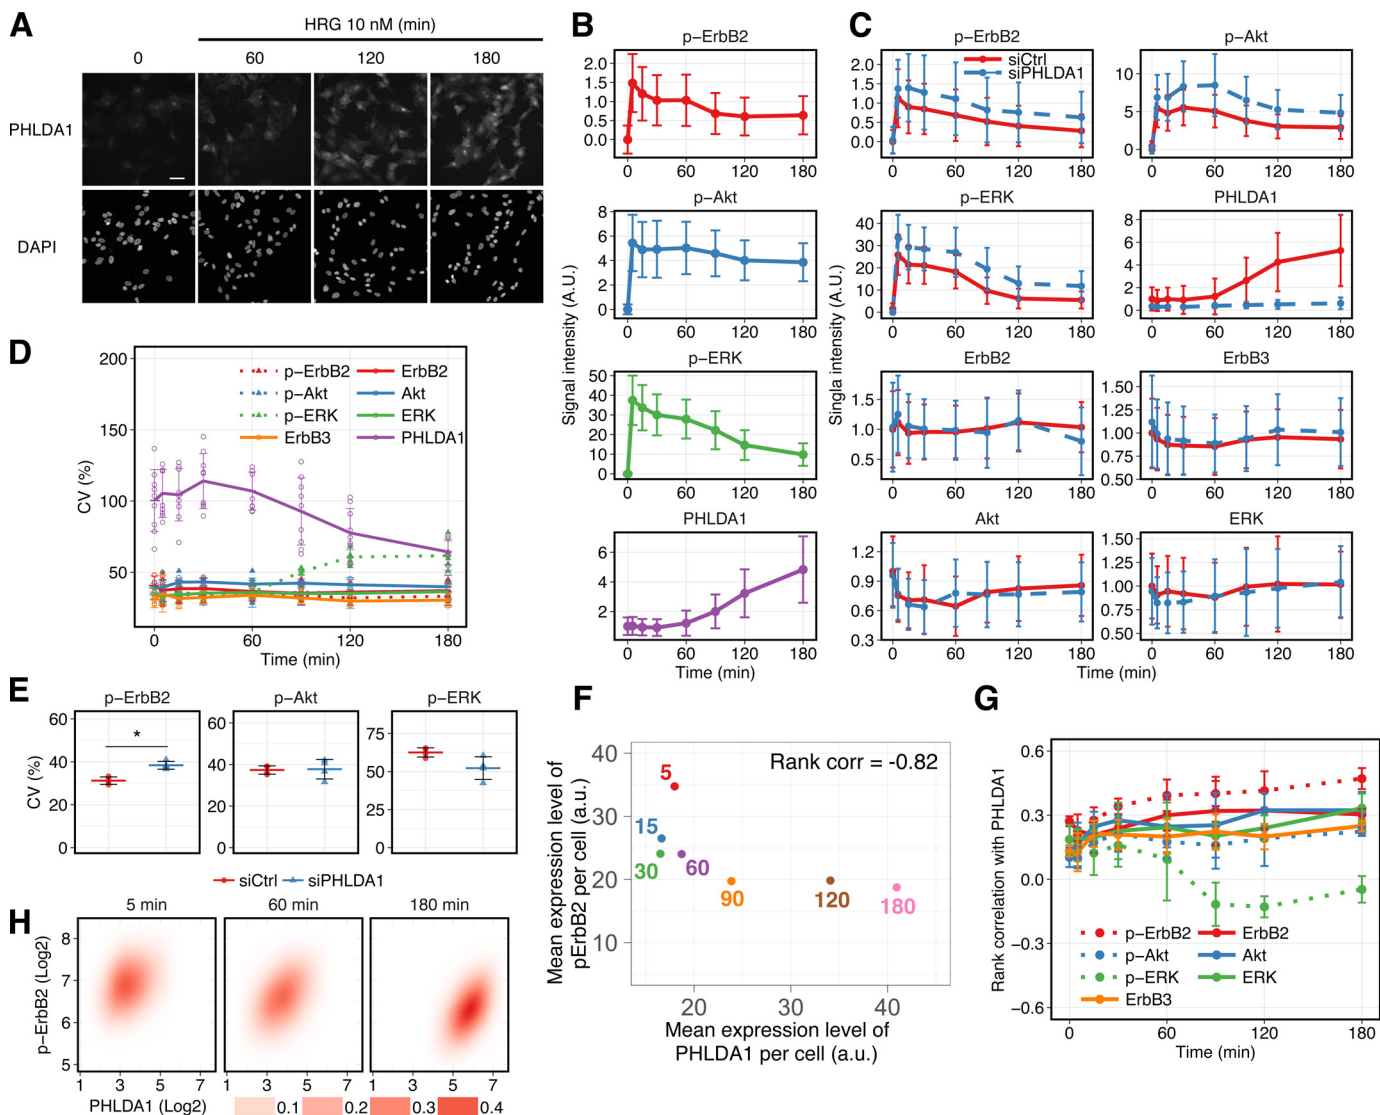 A
HRG 10 nM (min)
0 60 120 180
PHLDA1
DAPI
B
p−ErbB2
2.0
1.5
1.0
0.5
0.0
0 60 120 180
p−Akt
8
6
4
2
0
0 60 120 180
p−ERK
50
40
30
20
10
0
0 60 120 180
PHLDA1
6
4
2
0 60 120 180
Time (min)
Signal intensity (A.U.)
C
p−ErbB2
siCtrl
siPHLDA1
2.0
1.5
1.0
0.5
0.0
0 60 120 180
p−Akt
10
5
0
0 60 120 180
p−ERK
40
30
20
10
0
0 60 120 180
PHLDA1
8
6
4
2
0
0 60 120 180
ErbB2
1.5
1.0
0.5
0 60 120 180
ErbB3
1.50
1.25
1.00
0.75
0.50
0 60 120 180
Akt
1.2
0.9
0.6
0.3
0 60 120 180
ERK
1.50
1.25
1.00
0.75
0.50
0 60 120 180
Time (min)
Singla intensity (A.U.)
D
200
150
100
50
CV (%)
p−ErbB2 ErbB2
p−Akt Akt
p−ERK ERK
ErbB3 PHLDA1
0 60 120 180
Time (min)
E
p−ErbB2
60
40
20
0
*
CV (%)
p−Akt
60
40
20
0
p−ERK
75
50
25
0
siCtrl siPHLDA1
F
Rank corr = -0.82
40
30
20
10
5
15
30
60
90
120
180
20 30 40
Mean expression level of
pErbB2 per cell (a.u.)
Mean expression level of
PHLDA1 per cell (a.u.)
G
0.6
0.3
0.0
−0.3
−0.6
Rank correlation with PHLDA1
p−ErbB2 ErbB2
p−Akt Akt
p−ERK ERK
ErbB3
0 60 120 180
Time (min)
H
5 min 60 min 180 min
8
7
6
5
p−ErbB2 (Log2)
1 3 5 7 1 3 5 7 1 3 5 7
PHLDA1 (Log2)
0.1 0.2 0.3 0.4